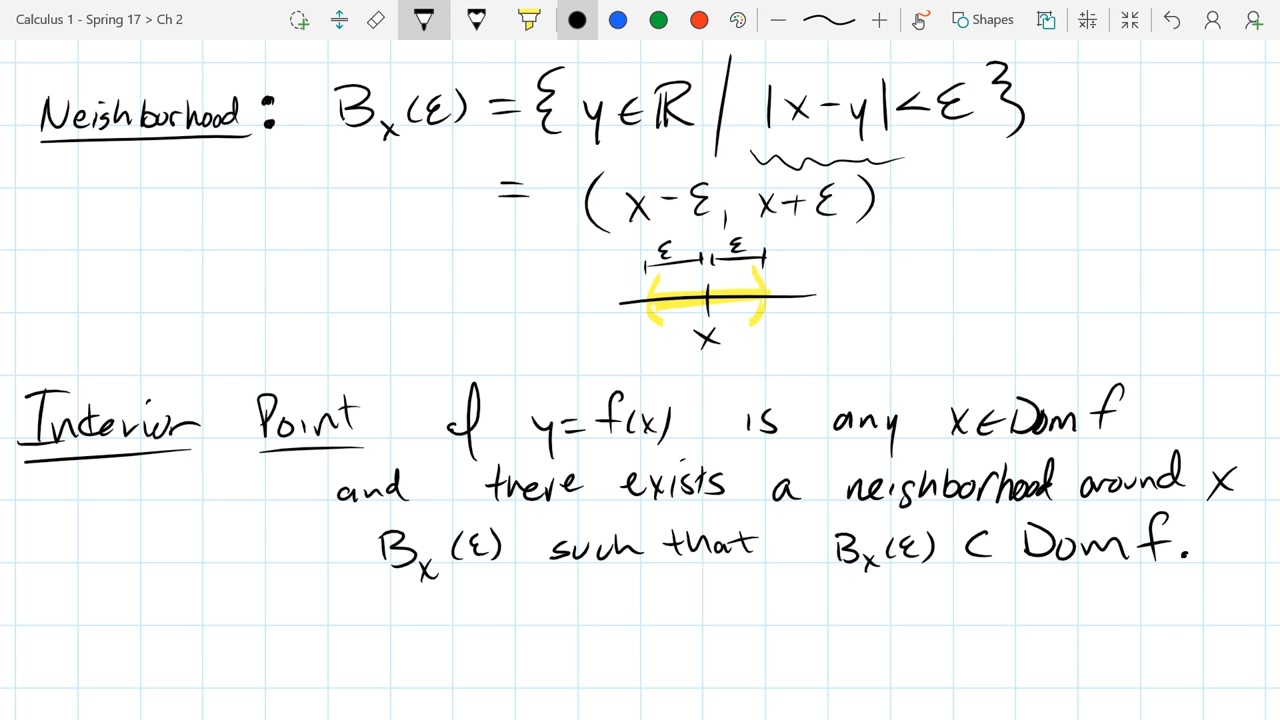 Calculus 1 - Spring 17 > Ch 2
Shapes
Neighborhood: Bₓ(ε) = { y ∈ ℝ / |x-y| < ε }
= (x-ε, x+ε)
ε ε
x
Interior Point of y=f(x) is any x ∈ Dom f
and there exists a neighborhood around x
Bₓ(ε) such that Bₓ(ε) ⊂ Dom f.